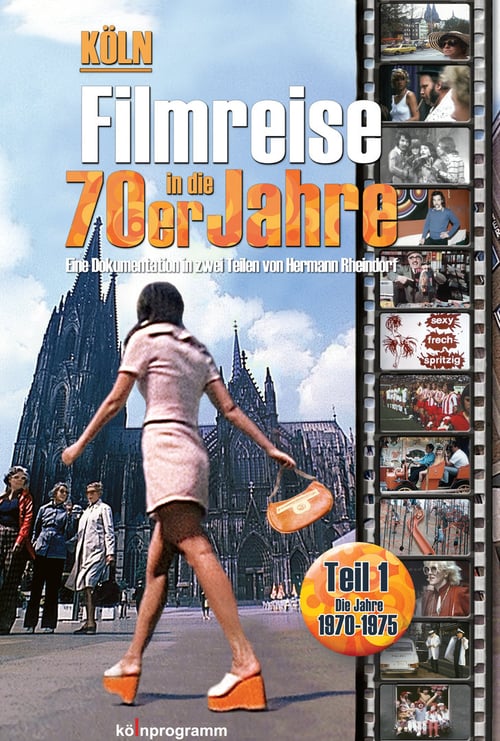 KÖLN
Filmreise
in die
70er Jahre
Eine Dokumentation in zwei Teilen von Hermann Rheindorf
sexy
frech
spritzig
Teil 1
Die Jahre
1970-1975
kölnprogramm